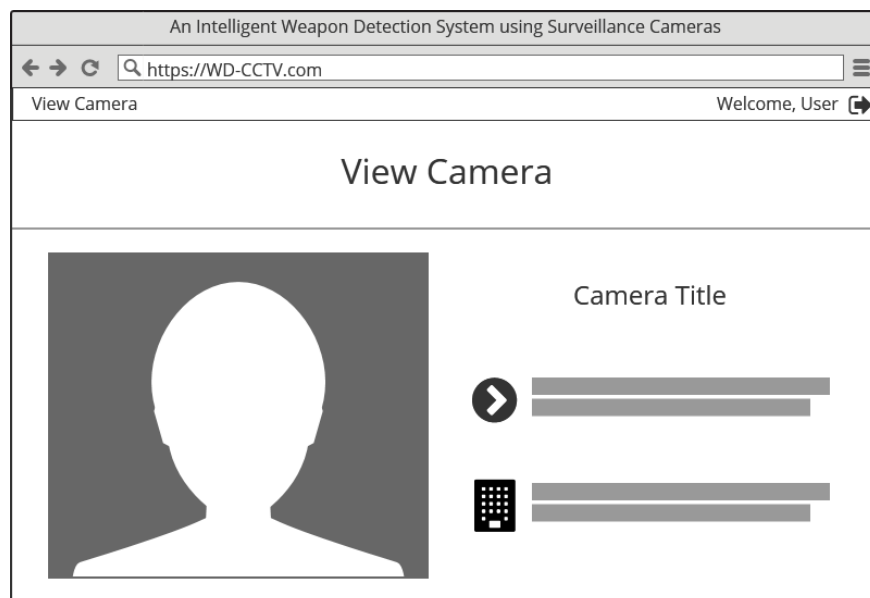 An Intelligent Weapon Detection System using Surveillance Cameras
https://WD-CCTV.com
View Camera
Welcome, User
View Camera
Camera Title